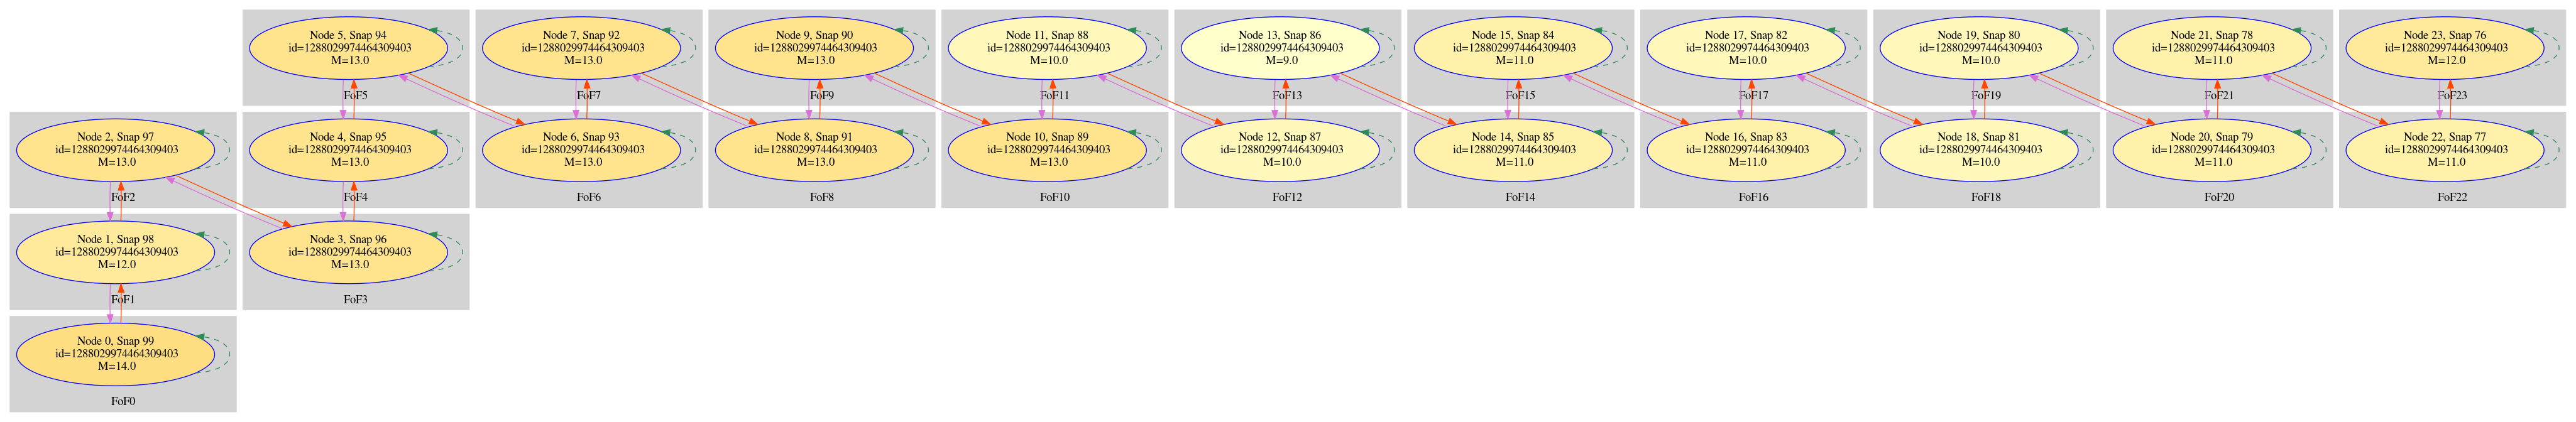 Node 5, Snap 94
id=1288029974464309403
M=13.0
FoF5
Node 7, Snap 92
id=1288029974464309403
M=13.0
FoF7
Node 9, Snap 90
id=1288029974464309403
M=13.0
FoF9
Node 11, Snap 88
id=1288029974464309403
M=10.0
FoF11
Node 13, Snap 86
id=1288029974464309403
M=9.0
FoF13
Node 15, Snap 84
id=1288029974464309403
M=11.0
FoF15
Node 17, Snap 82
id=1288029974464309403
M=10.0
FoF17
Node 19, Snap 80
id=1288029974464309403
M=10.0
FoF19
Node 21, Snap 78
id=1288029974464309403
M=11.0
FoF21
Node 23, Snap 76
id=1288029974464309403
M=12.0
FoF23
Node 2, Snap 97
id=1288029974464309403
M=13.0
FoF2
Node 4, Snap 95
id=1288029974464309403
M=13.0
FoF4
Node 6, Snap 93
id=1288029974464309403
M=13.0
FoF6
Node 8, Snap 91
id=1288029974464309403
M=13.0
FoF8
Node 10, Snap 89
id=1288029974464309403
M=13.0
FoF10
Node 12, Snap 87
id=1288029974464309403
M=10.0
FoF12
Node 14, Snap 85
id=1288029974464309403
M=11.0
FoF14
Node 16, Snap 83
id=1288029974464309403
M=11.0
FoF16
Node 18, Snap 81
id=1288029974464309403
M=10.0
FoF18
Node 20, Snap 79
id=1288029974464309403
M=11.0
FoF20
Node 22, Snap 77
id=1288029974464309403
M=11.0
FoF22
Node 1, Snap 98
id=1288029974464309403
M=12.0
FoF1
Node 3, Snap 96
id=1288029974464309403
M=13.0
FoF3
Node 0, Snap 99
id=1288029974464309403
M=14.0
FoF0